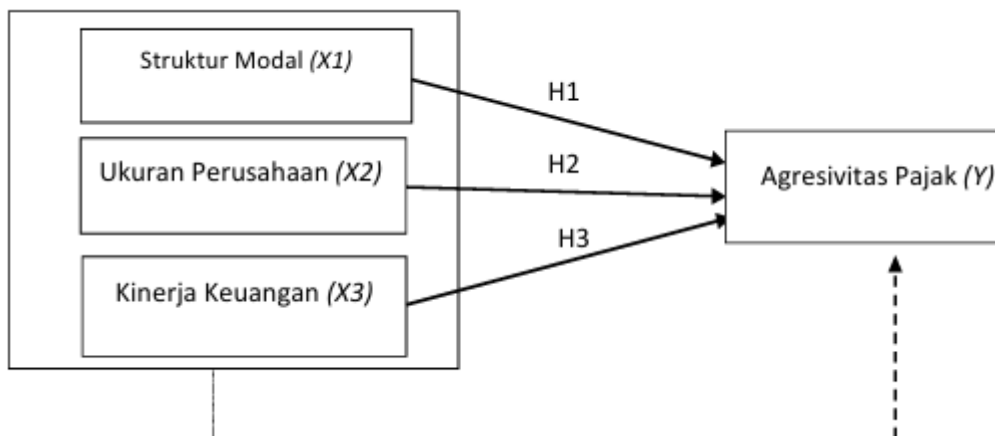 Struktur Modal (X1)
H1
Ukuran Perusahaan (X2)
H2
Agresivitas Pajak (Y)
H3
Kinerja Keuangan (X3)